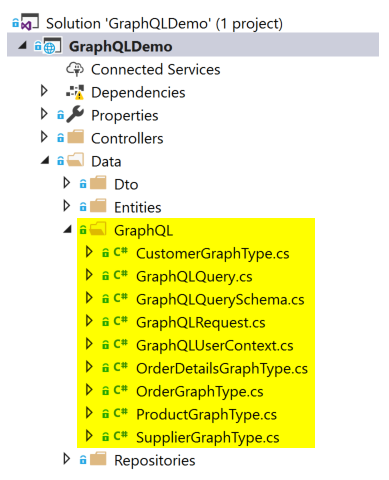 Solution 'GraphQLDemo' (1 project)
GraphQLDemo
Connected Services
Dependencies
Properties
Controllers
Data
Dto
Entities
GraphQL
C# CustomerGraphType.cs
C# GraphQLQuery.cs
C# GraphQLQuerySchema.cs
C# GraphQLRequest.cs
C# GraphQLUserContext.cs
C# OrderDetailsGraphType.cs
C# OrderGraphType.cs
C# ProductGraphType.cs
C# SupplierGraphType.cs
Repositories